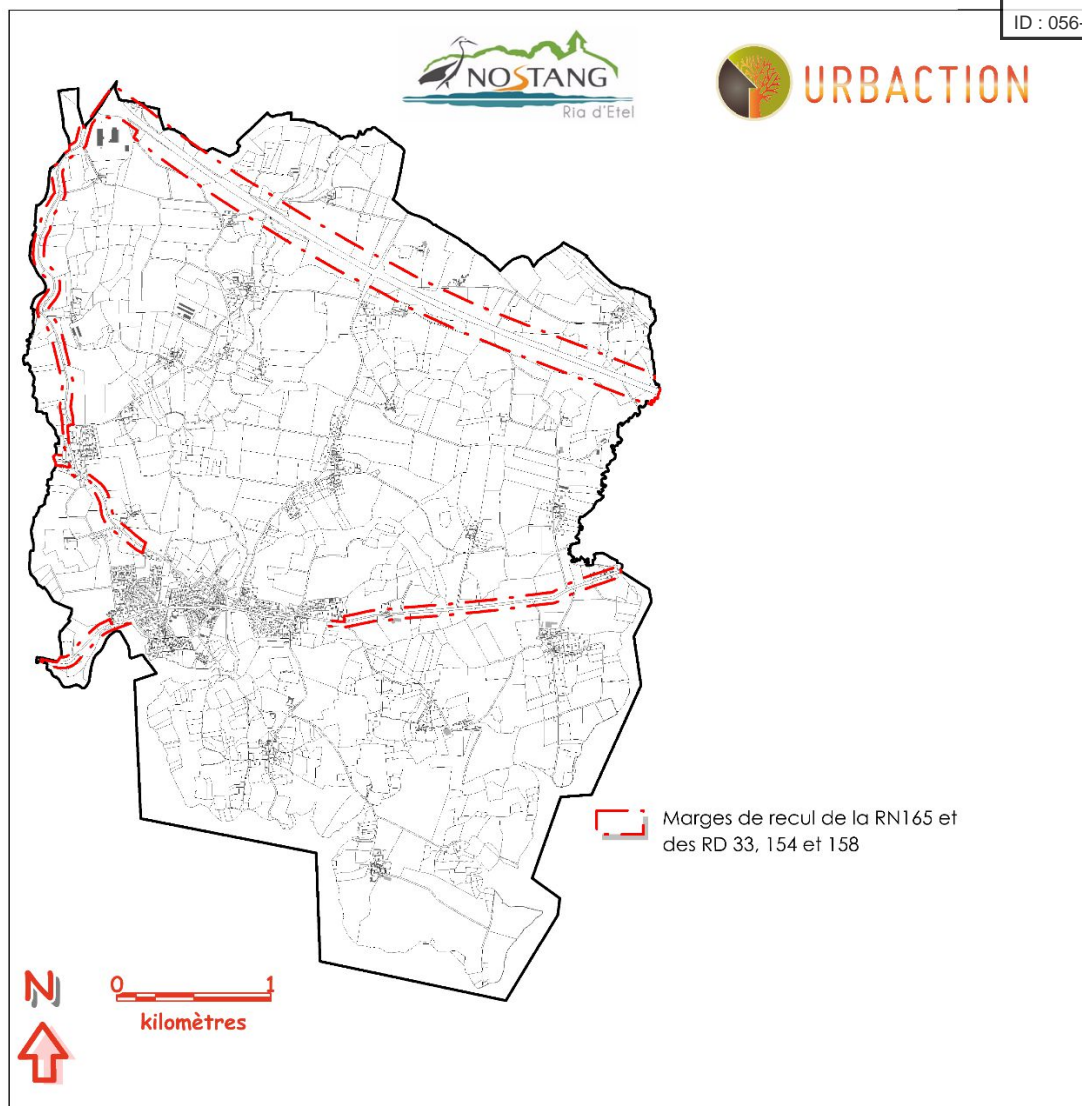 ID : 056-
NOSTANG
Ria d'Etel
URBACTION
Marges de recul de la RN165 et
des RD 33, 154 et 158
N
0 1
kilomètres